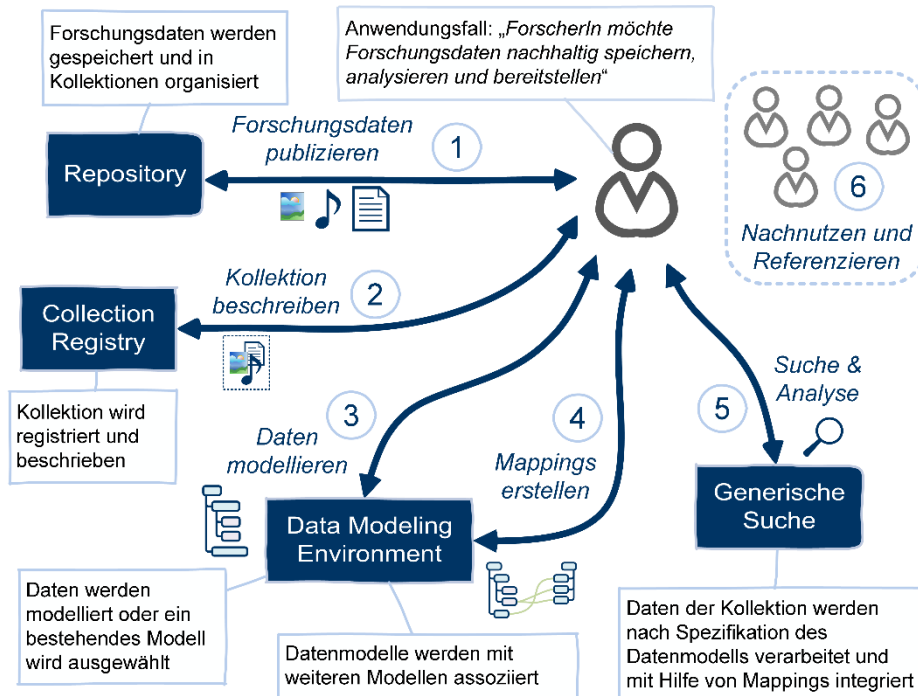 Forschungsdaten werden
gespeichert und in
Kollektionen organisiert
Anwendungsfall: „ForscherIn möchte
Forschungsdaten nachhaltig speichern,
analysieren und bereitstellen“
Forschungsdaten
publizieren
1
Repository
6
Nachnutzen und
Referenzieren
Kollektion
beschreiben
2
Collection
Registry
Kollektion wird
registriert und
beschrieben
3
Daten
modellieren
4
Mappings
erstellen
5
Suche &
Analyse
Data Modeling
Environment
Generische
Suche
Daten werden
modelliert oder ein
bestehendes Modell
wird ausgewählt
Datenmodelle werden mit
weiteren Modellen assoziiert
Daten der Kollektion werden
nach Spezifikation des
Datenmodells verarbeitet und
mit Hilfe von Mappings integriert